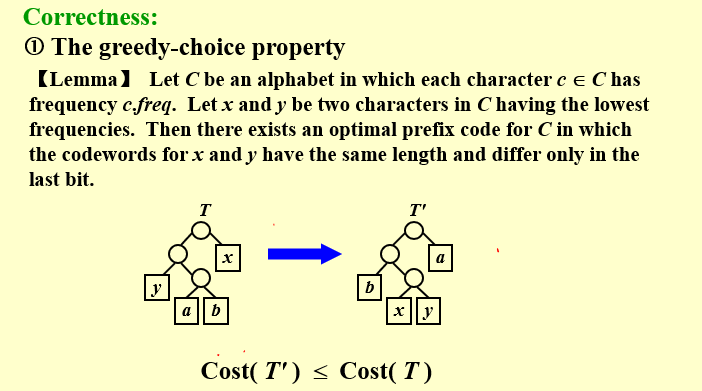 Correctness:
① The greedy-choice property
【Lemma】 Let C be an alphabet in which each character c ∈ C has
frequency c.freq. Let x and y be two characters in C having the lowest
frequencies. Then there exists an optimal prefix code for C in which
the codewords for x and y have the same length and differ only in the
last bit.
T T'
x a
y b
a b x y
Cost( T' ) ≤ Cost( T )